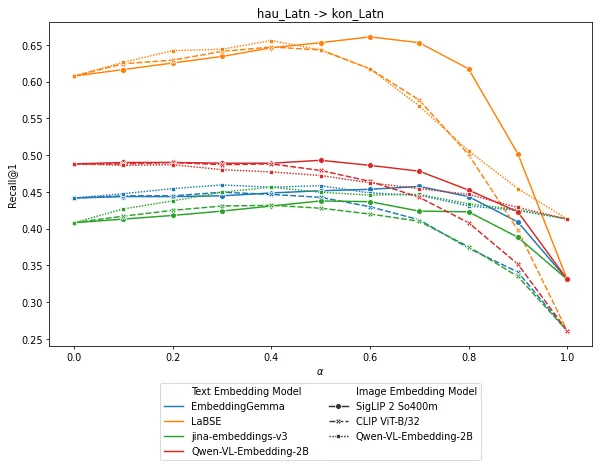 hau_Latn -> kon_Latn
Recall@1
0.65
0.60
0.55
0.50
0.45
0.40
0.35
0.30
0.25
0.0 0.2 0.4 0.6 0.8 1.0
α
Text Embedding Model Image Embedding Model
EmbeddingGemma SigLIP 2 So400m
LaBSE CLIP ViT-B/32
jina-embeddings-v3 Qwen-VL-Embedding-2B
Qwen-VL-Embedding-2B